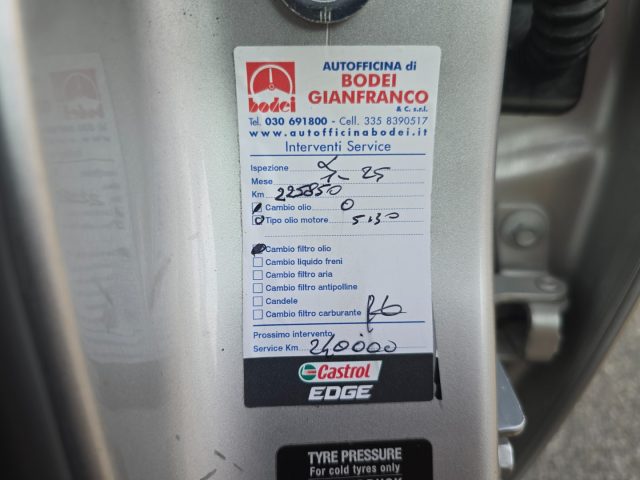 AUTOFFICINA di
BODEI
GIANFRANCO
& C. s.r.l.
bodei
Tel. 030 691800 - Cell. 335 8390517
www.autofficinabodei.it
Interventi Service
Ispezione
Mese 1-25
Km 225850
Cambio olio 0
Tipo olio motore 5w30
Cambio filtro olio
Cambio liquido freni
Cambio filtro aria
Cambio filtro antipolline
Candele
Cambio filtro carburante
Prossimo intervento
Service Km. 240000
Castrol
EDGE
TYRE PRESSURE
For cold tyres only